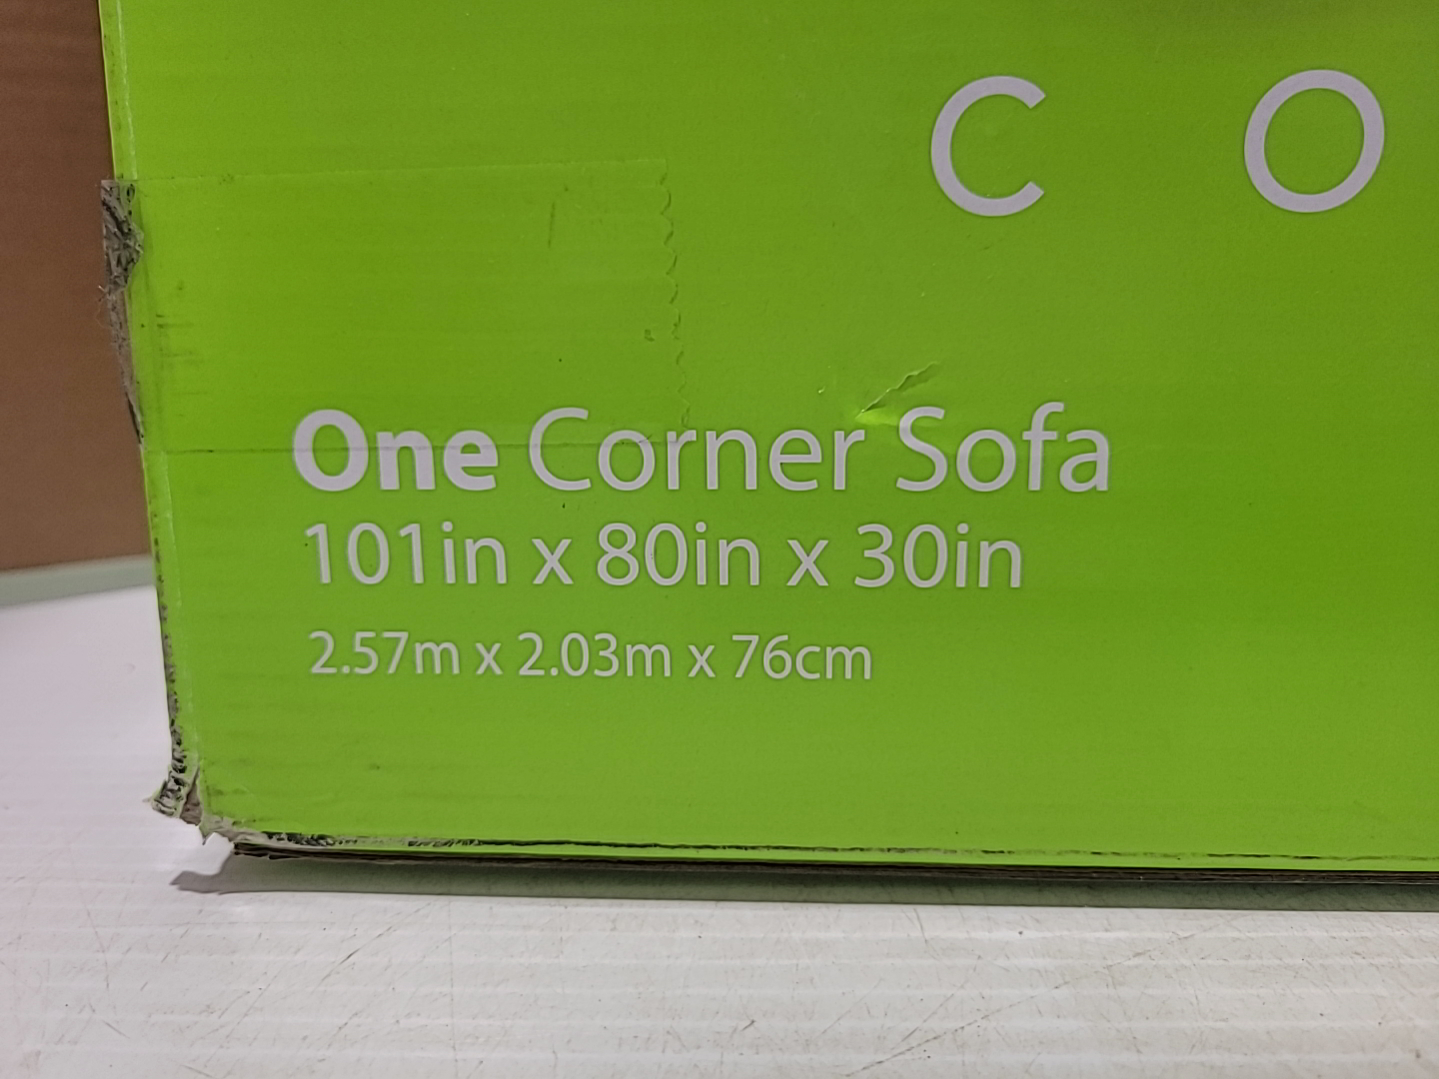 C O
One Corner Sofa
101in x 80in x 30in
2.57m x 2.03m x 76cm